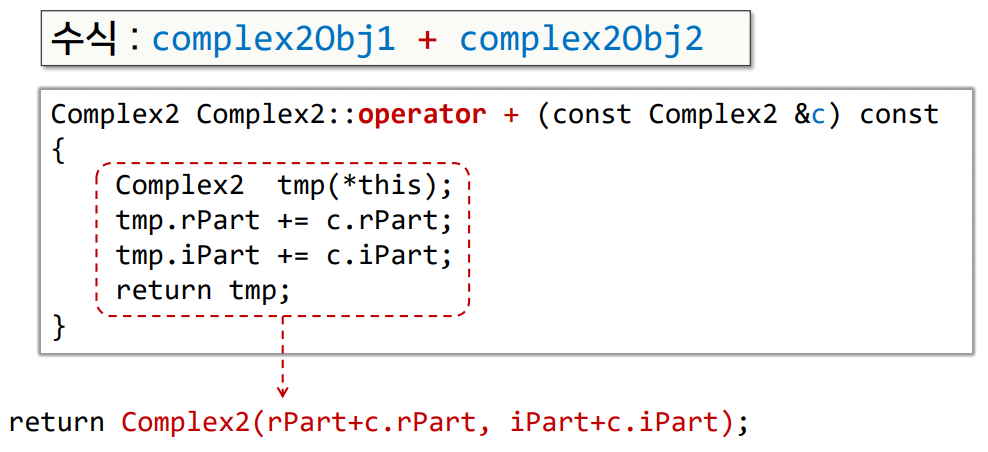 수식 : complex2Obj1 + complex2Obj2
Complex2 Complex2::operator + (const Complex2 &c) const
{
Complex2  tmp(*this);
tmp.rPart += c.rPart;
tmp.iPart += c.iPart;
return tmp;
}
return Complex2(rPart+c.rPart, iPart+c.iPart);